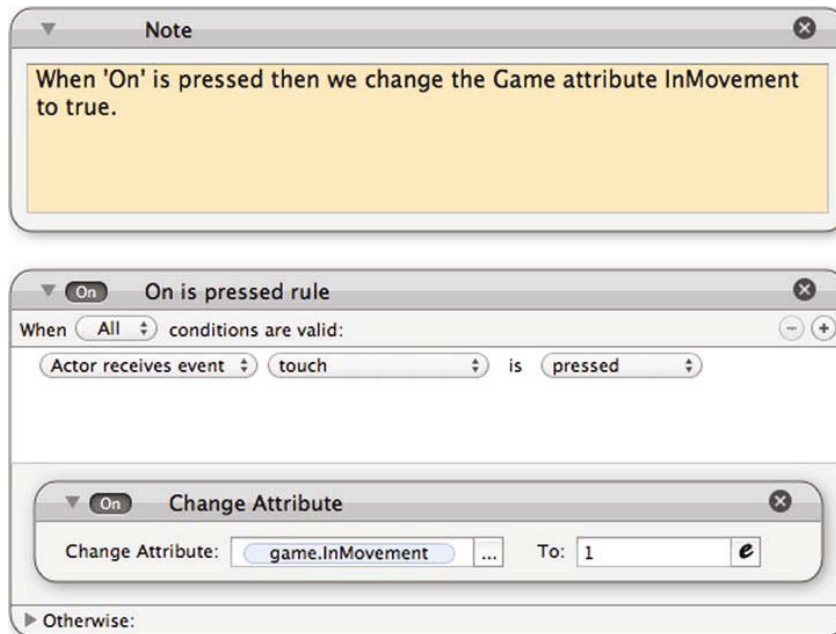 Note
When 'On' is pressed then we change the Game attribute InMovement
to true.
On On is pressed rule
When All conditions are valid:
Actor receives event touch is pressed
On Change Attribute
Change Attribute: game.InMovement ... To: 1 e
Otherwise: